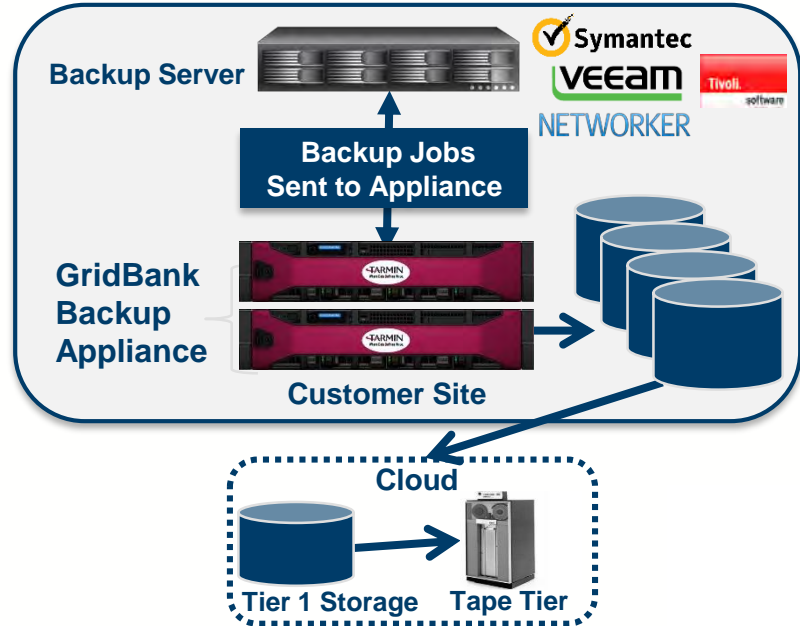 Symantec
Backup Server
VEEAM
Tivoli.
software
NETWORKER
Backup Jobs
Sent to Appliance
TARMIN
GridBank
Backup
Appliance
TARMIN
Customer Site
Cloud
Tier 1 Storage
Tape Tier